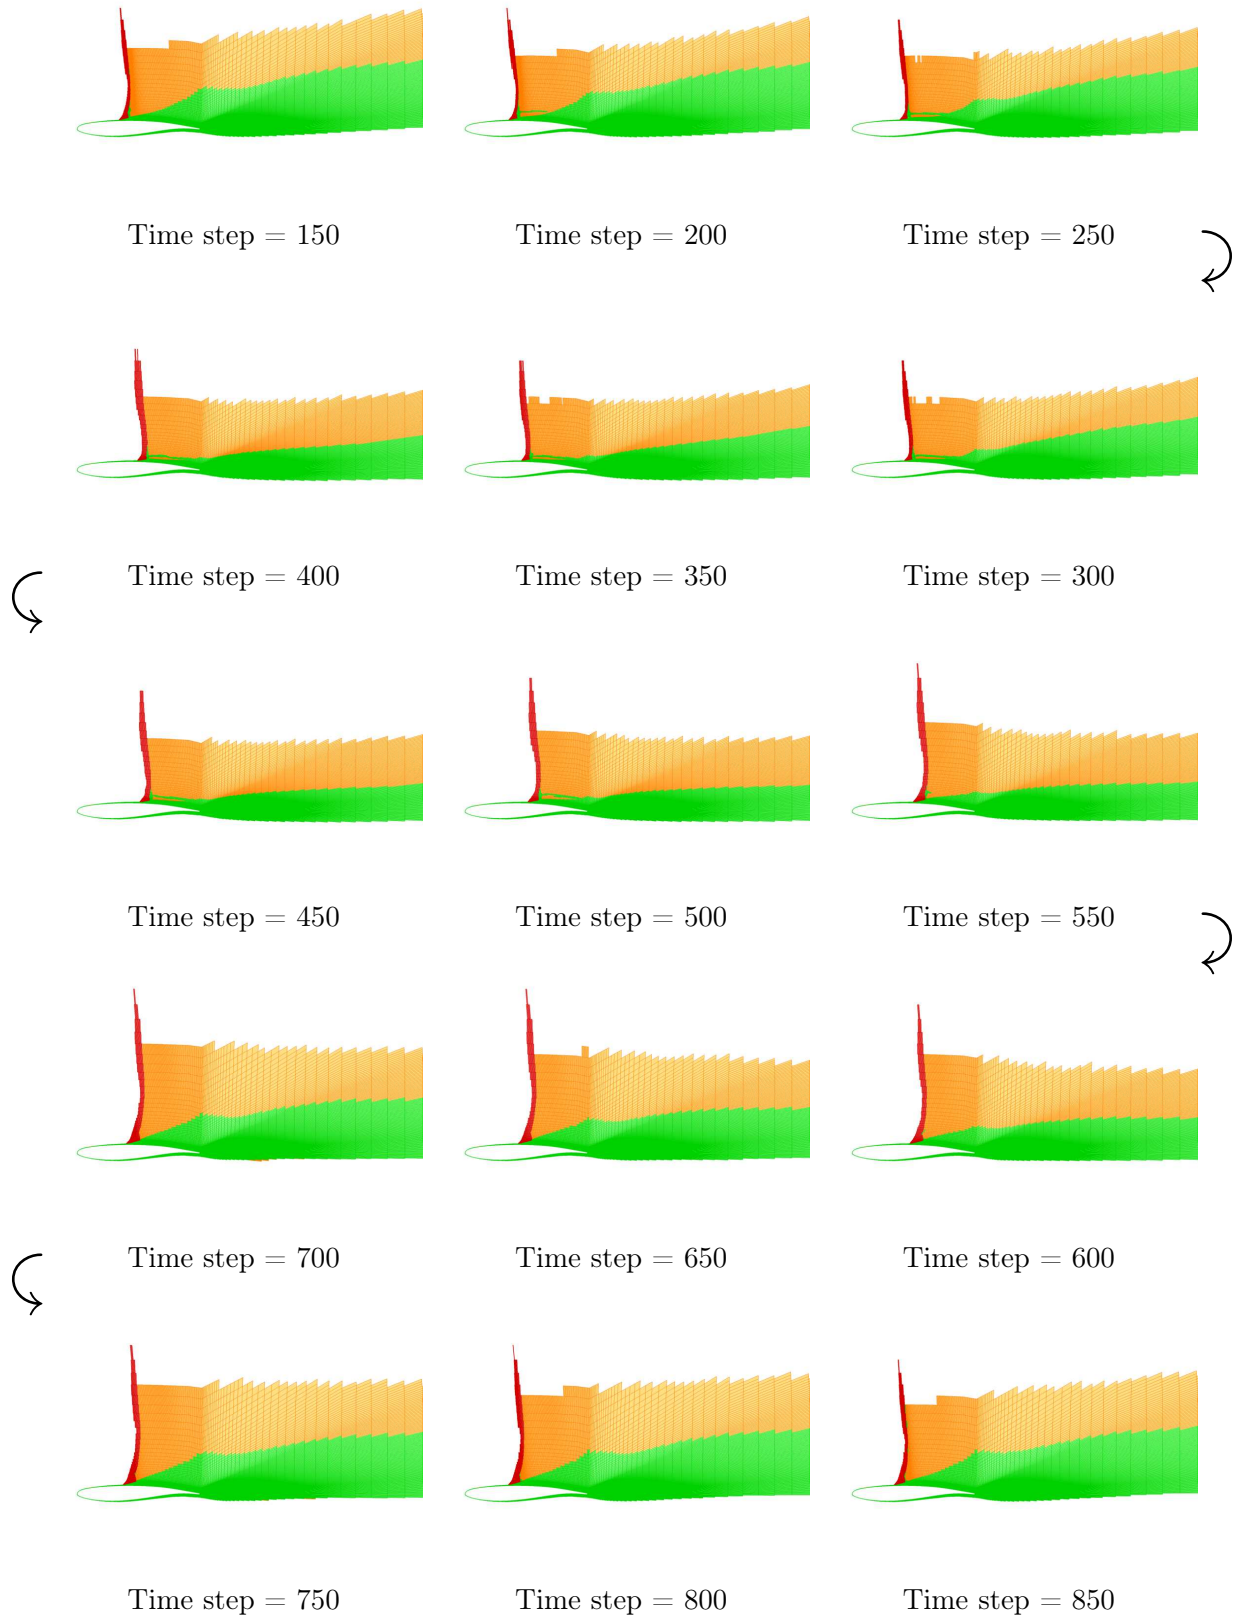 Time step = 150
Time step = 200
Time step = 250
Time step = 400
Time step = 350
Time step = 300
Time step = 450
Time step = 500
Time step = 550
Time step = 700
Time step = 650
Time step = 600
Time step = 750
Time step = 800
Time step = 850